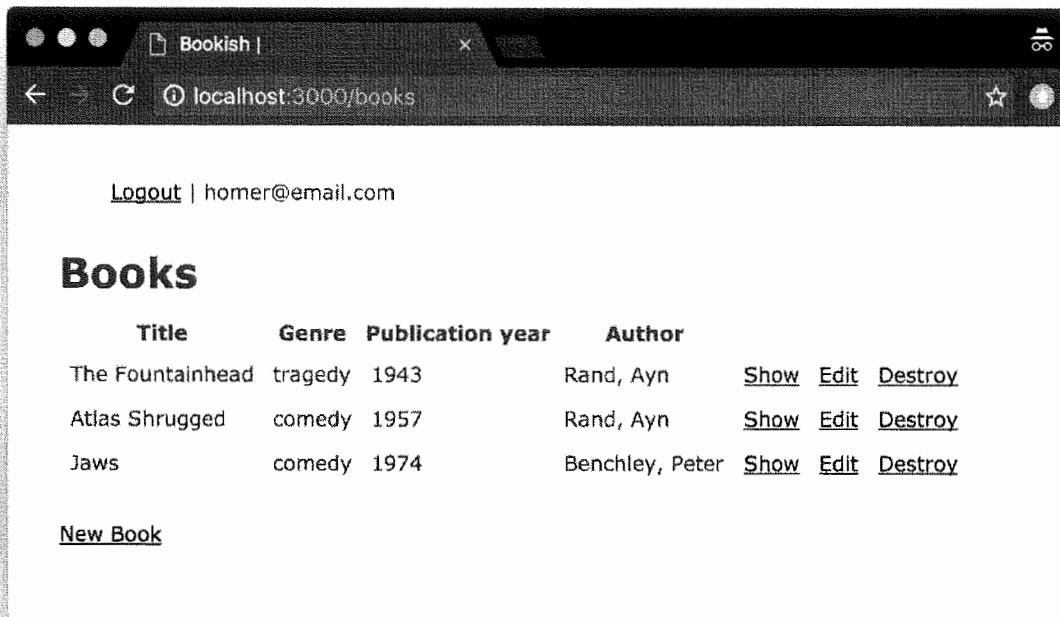 Bookish |
localhost:3000/books
Logout | homer@email.com
Books
Title Genre Publication year Author
The Fountainhead tragedy 1943 Rand, Ayn Show Edit Destroy
Atlas Shrugged comedy 1957 Rand, Ayn Show Edit Destroy
Jaws comedy 1974 Benchley, Peter Show Edit Destroy
New Book